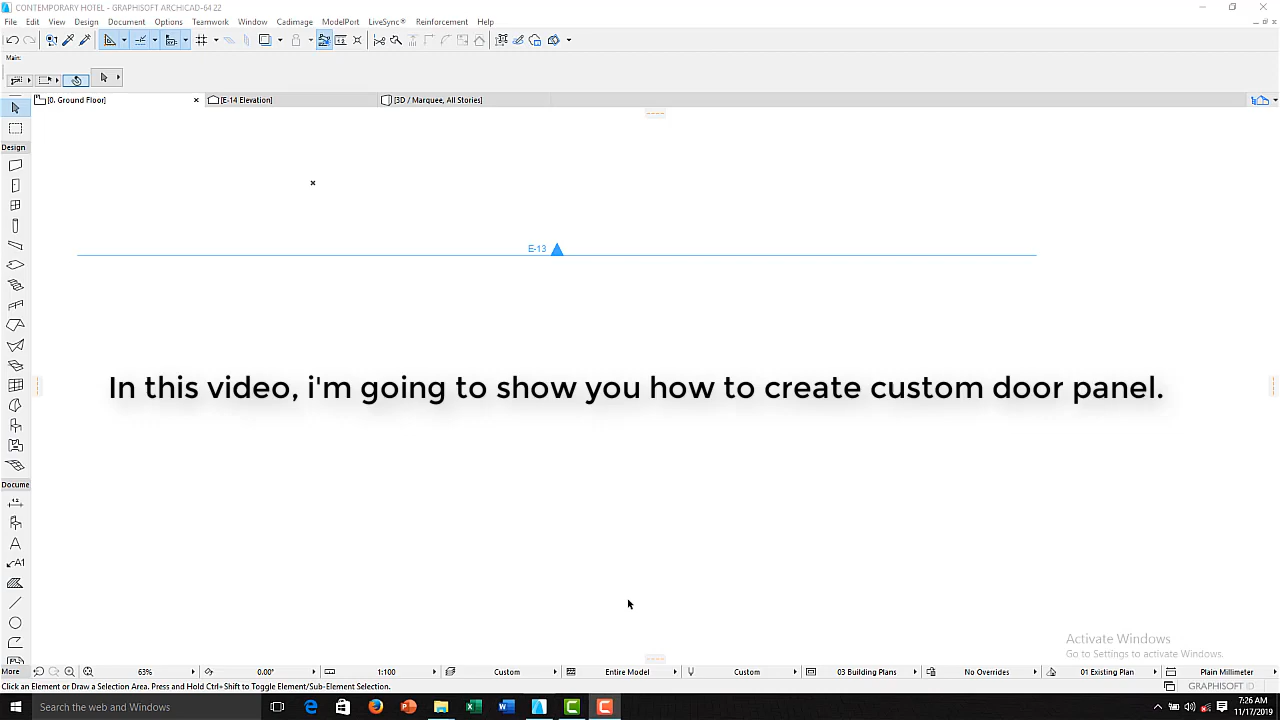 CONTEMPORARY HOTEL - GRAPHISOFT ARCHICAD-64 22
File Edit View Design Document Options Teamwork Window Cadimage ModelPort LiveSync® Reinforcement Help
Main:
[0. Ground Floor] [E-14 Elevation] [3D / Marquee, All Stories]
Design
E-13
In this video, i'm going to show you how to create custom door panel.
Docume
1.2
A
A1
Activate Windows
Go to Settings to activate Windows.
More 63% 0.00° 1:100 Custom Entire Model Custom 03 Building Plans No Overrides 01 Existing Plan Plain Millimeter
Click an Element or Draw a Selection Area. Press and Hold Ctrl+Shift to Toggle Element/Sub-Element Selection.
GRAPHISOFT ID
Search the web and Windows
7:26 AM
11/17/2019